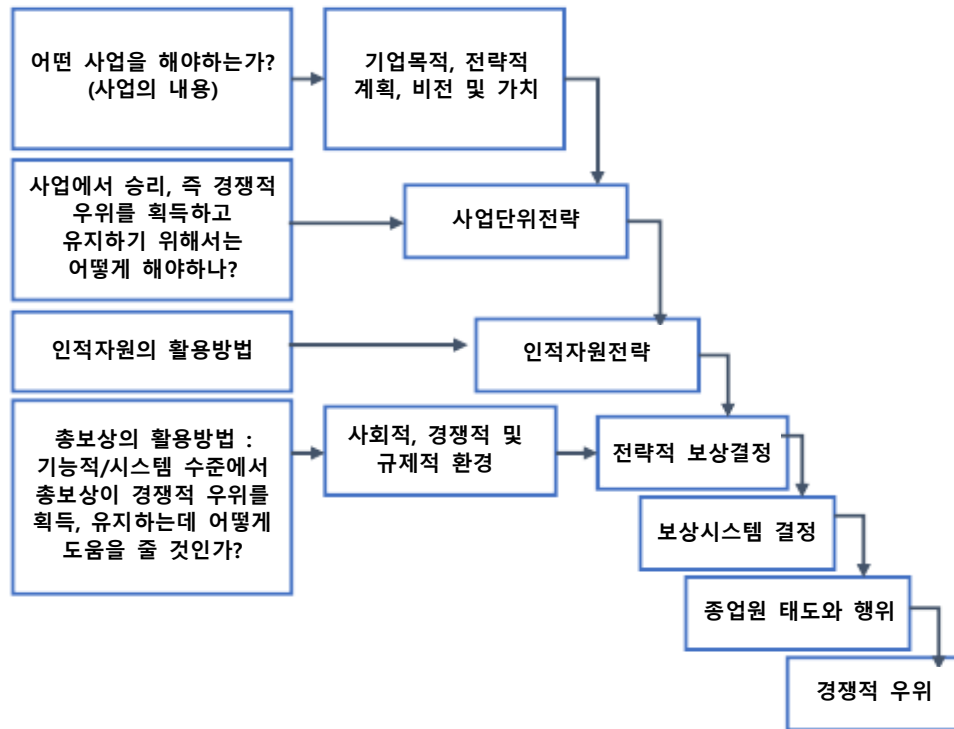 어떤 사업을 해야하는가?
(사업의 내용)
기업목적, 전략적
계획, 비전 및 가치
사업에서 승리, 즉 경쟁적
우위를 획득하고
유지하기 위해서는
어떻게 해야하나?
사업단위전략
인적자원의 활용방법
인적자원전략
총보상의 활용방법 :
기능적/시스템 수준에서
총보상이 경쟁적 우위를
획득, 유지하는데 어떻게
도움을 줄 것인가?
사회적, 경쟁적 및
규제적 환경
전략적 보상결정
보상시스템 결정
종업원 태도와 행위
경쟁적 우위